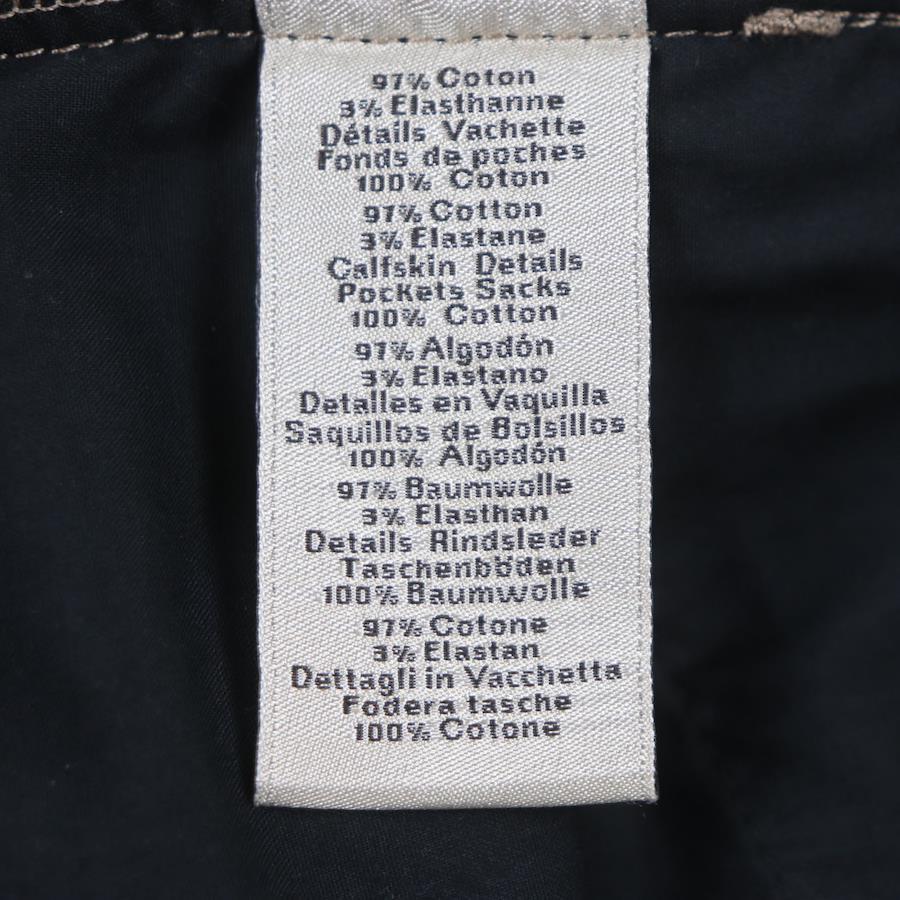 97% Coton
3% Elasthanne
Détails Vachette
Fonds de poches
100% Coton
97% Cotton
3% Elastane
Calfskin Details
Pockets Sacks
100% Cotton
97% Algodón
3% Elastano
Detalles en Vaquilla
Saquillos de Bolsillos
100% Algodón
97% Baumwolle
3% Elasthan
Details Rindsleder
Taschenböden
100% Baumwolle
97% Cotone
3% Elastan
Dettagli in Vacchetta
Fodera tasche
100% Cotone